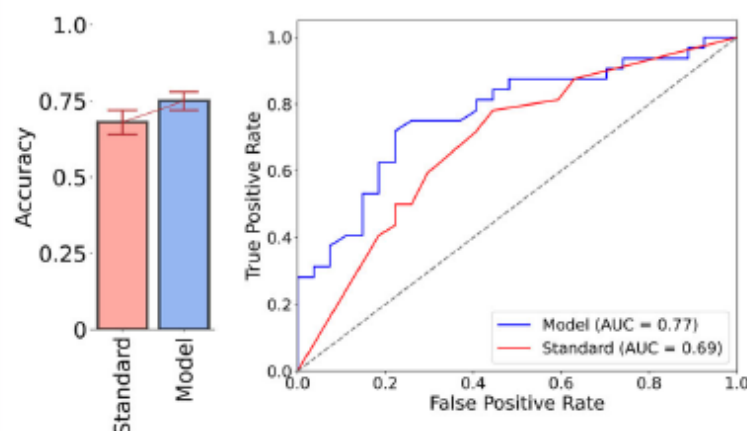 1.0
0.75
0.5
0.25
0
Accuracy
Standard
Model
1.0
0.8
0.6
0.4
0.2
0.0
True Positive Rate
Model (AUC = 0.77)
Standard (AUC = 0.69)
0.0 0.2 0.4 0.6 0.8 1.0
False Positive Rate